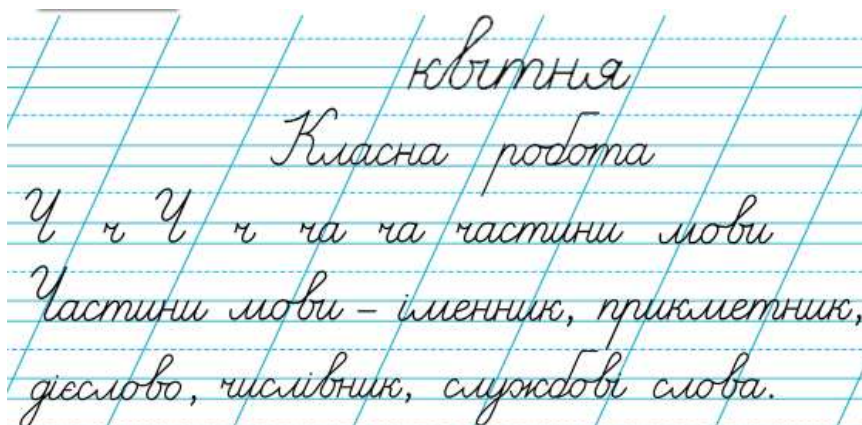 квітня
Класна робота
Ч ч Ч ч ча ча частини мови
Частини мови – іменник, прикметник,
дієслово, числівник, службові слова.